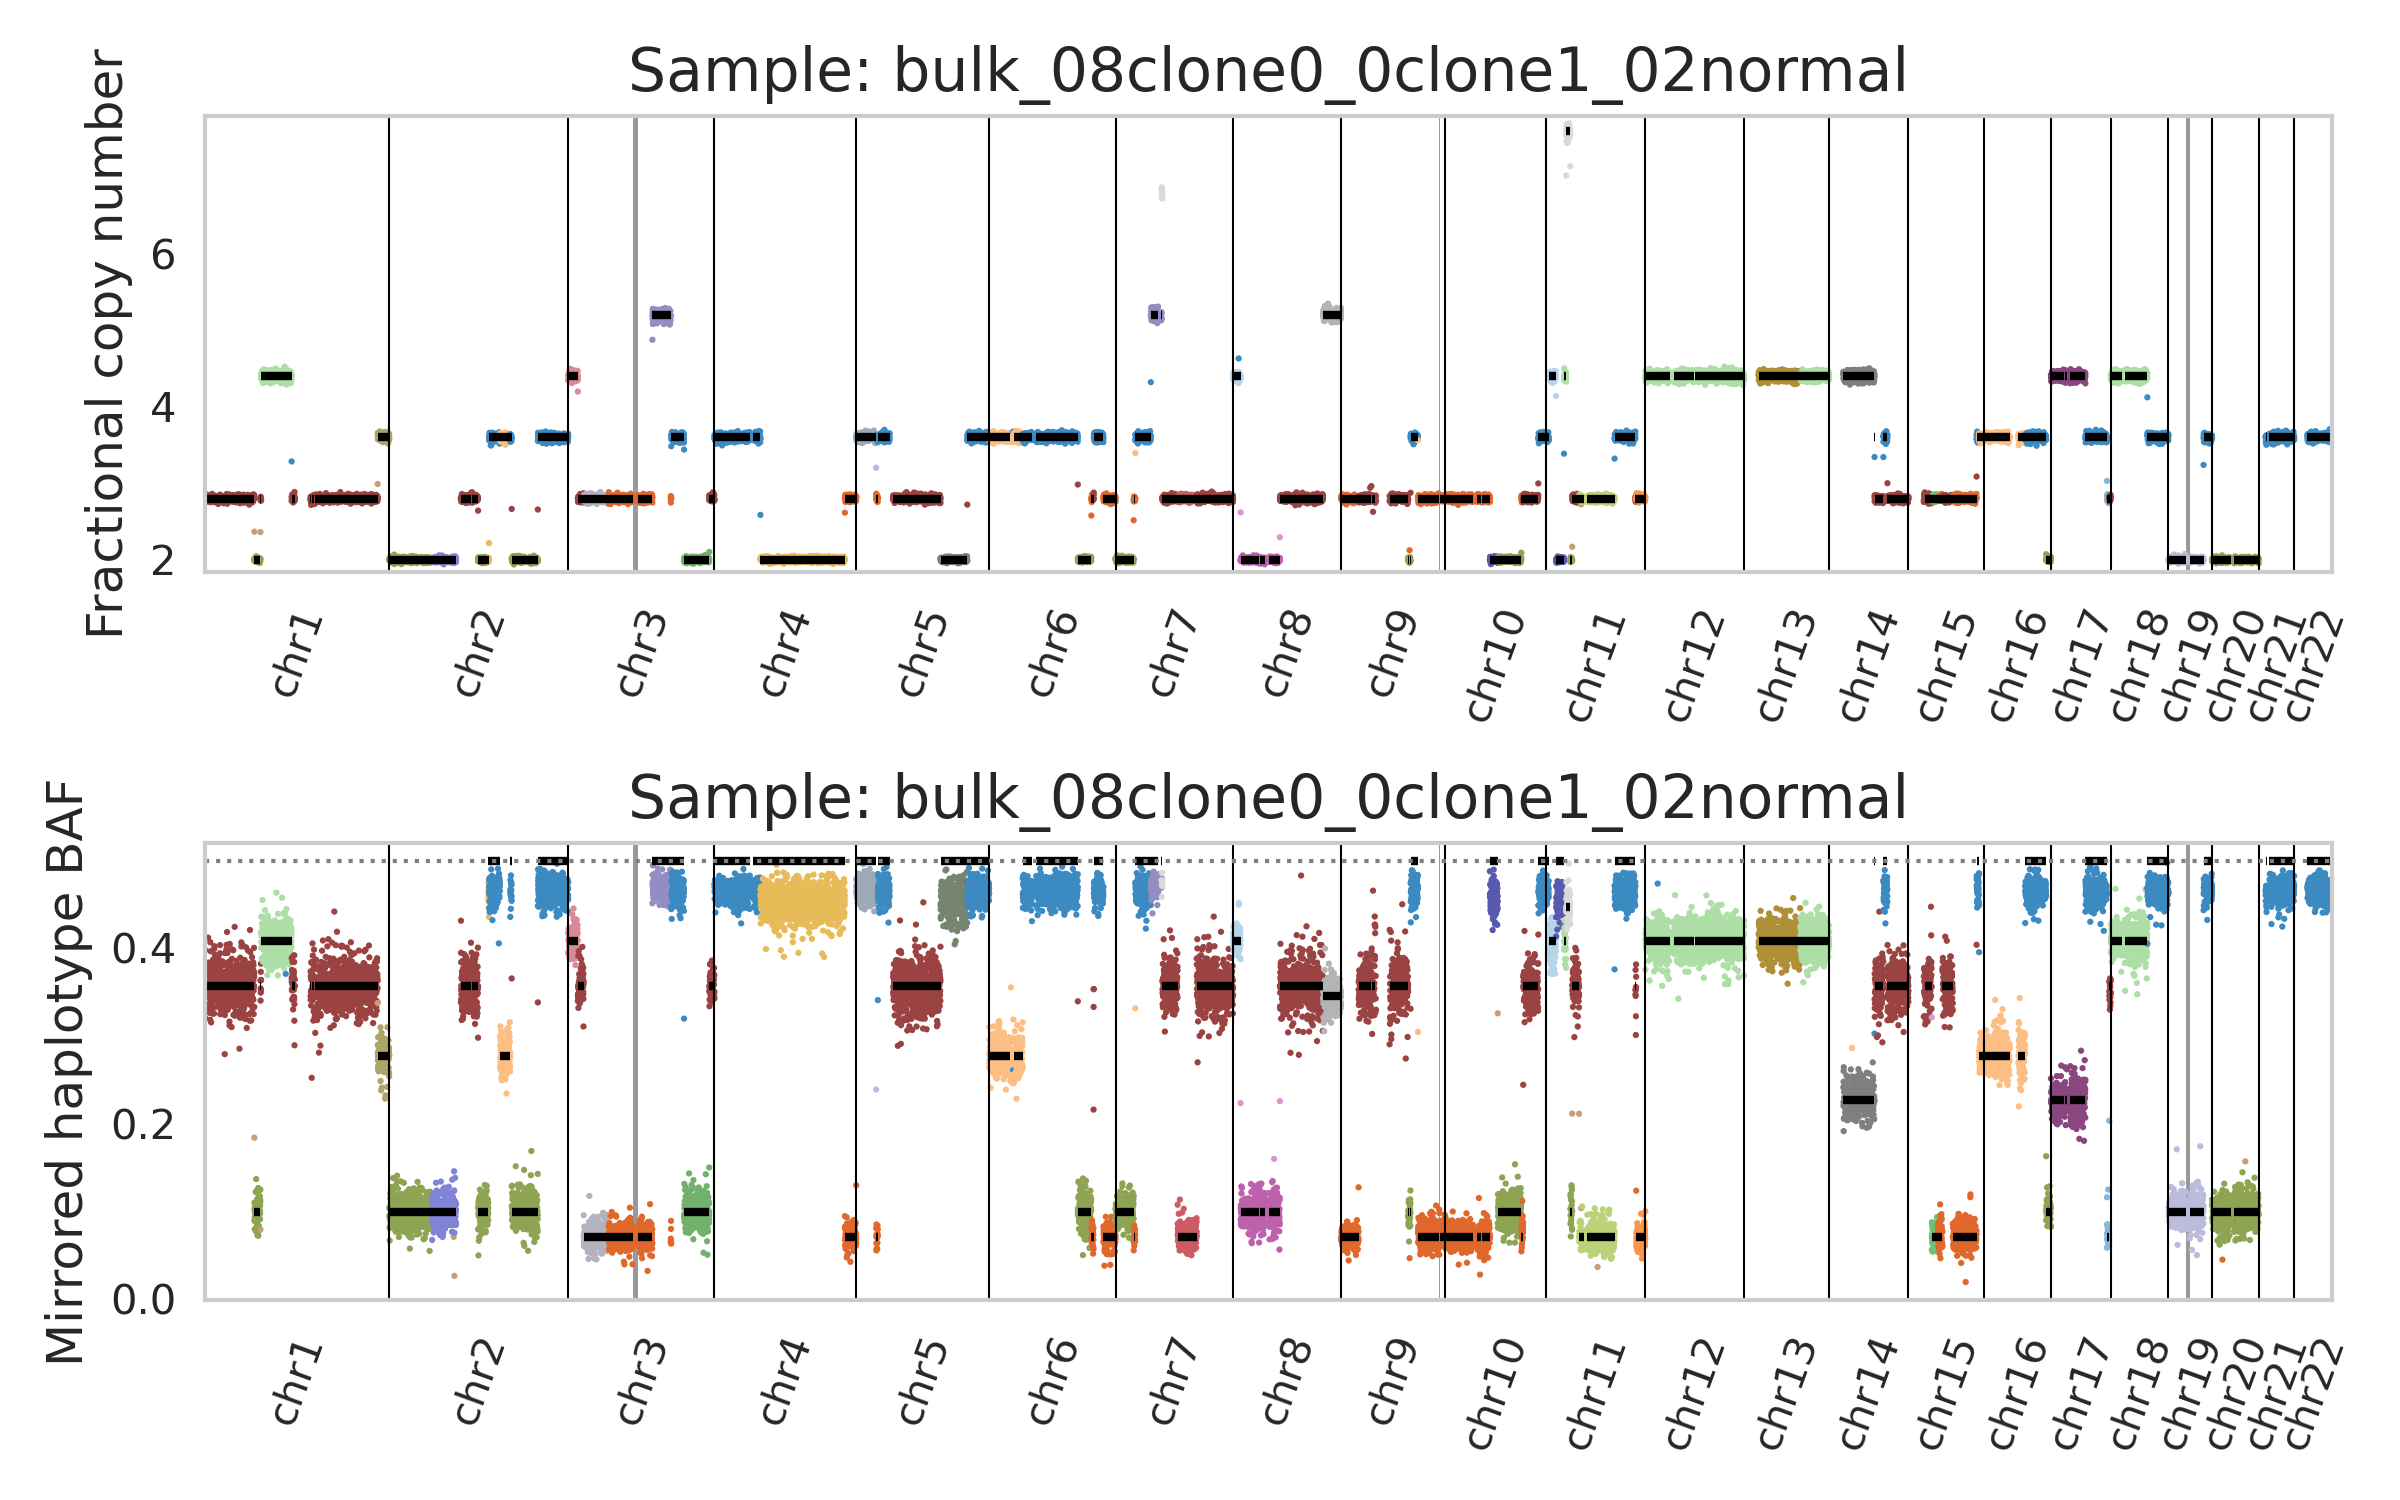 Sample: bulk_08clone0_0clone1_02normal
Fractional copy number
6
4
2
chr1 chr2 chr3 chr4 chr5 chr6 chr7 chr8 chr9 chr10 chr11 chr12 chr13 chr14 chr15 chr16 chr17 chr18 chr19 chr20 chr21 chr22
Sample: bulk_08clone0_0clone1_02normal
Mirrored haplotype BAF
0.4
0.2
0.0
chr1 chr2 chr3 chr4 chr5 chr6 chr7 chr8 chr9 chr10 chr11 chr12 chr13 chr14 chr15 chr16 chr17 chr18 chr19 chr20 chr21 chr22